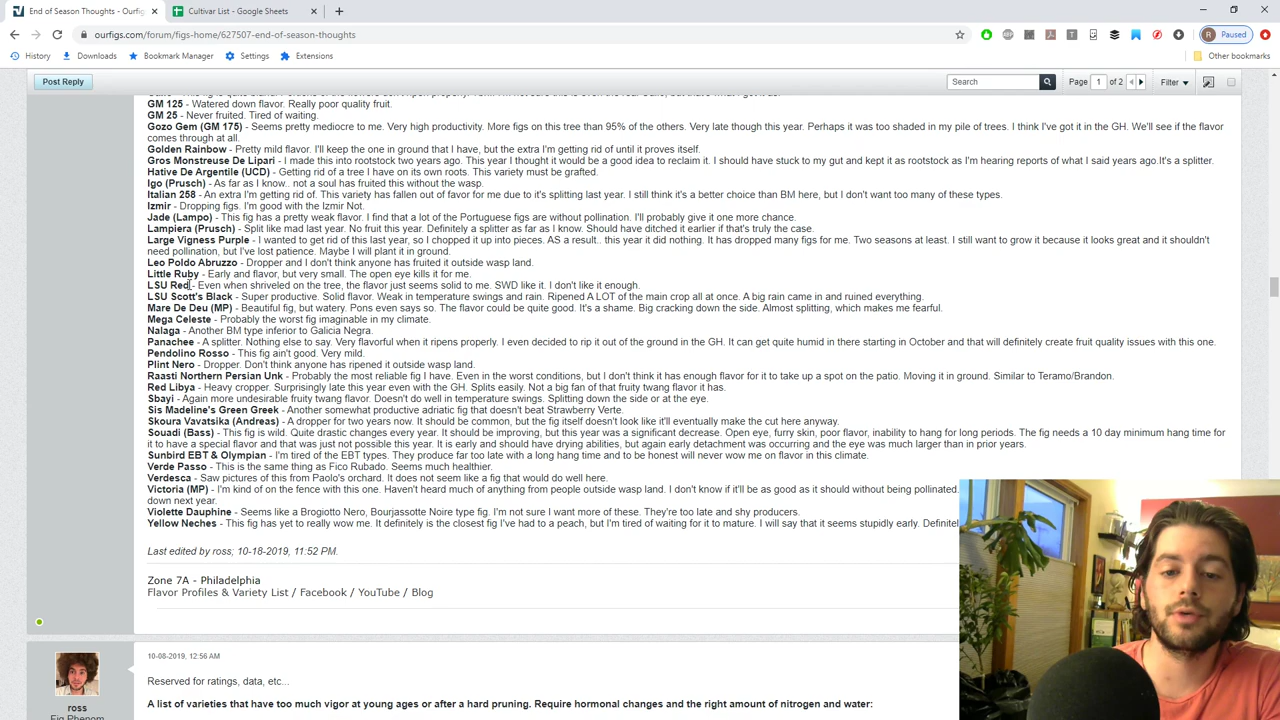 End of Season Thoughts - Ourfigs
Cultivar List - Google Sheets
ourfigs.com/forum/figs-home/627507-end-of-season-thoughts
Paused
History
Downloads
Bookmark Manager
Settings
Extensions
Other bookmarks
Post Reply
Search
Page 1 of 2
Filter
GM 125 - Watered down flavor. Really poor quality fruit.
GM 25 - Never fruited. Tired of waiting.
Gozo Gem (GM 175) - Seems pretty mediocre to me. Very high productivity. More figs on this tree than 95% of the others. Very late though this year. Perhaps it was too shaded in my pile of trees. I think I've got it in the GH. We'll see if the flavor
comes through at all.
Golden Rainbow - Pretty mild flavor. I'll keep the one in ground that I have, but the extra I'm getting rid of until it proves itself.
Gros Monstreuse De Lipari - I made this into rootstock two years ago. This year I thought it would be a good idea to reclaim it. I should have stuck to my gut and kept it as rootstock as I'm hearing reports of what I said years ago.It's a splitter.
Hative De Argentile (UCD) - Getting rid of a tree I have on its own roots. This variety must be grafted.
Igo (Prusch) - As far as I know.. not a soul has fruited this without the wasp.
Italian 258 - An extra I'm getting rid of. This variety has fallen out of favor for me due to it's splitting last year. I still think it's a better choice than BM here, but I don't want too many of these types.
Izmir - Dropping figs. I'm good with the Izmir Not.
Jade (Lampo) - This fig has a pretty weak flavor. I find that a lot of the Portuguese figs are without pollination. I'll probably give it one more chance.
Lampiera (Prusch) - Split like mad last year. No fruit this year. Definitely a splitter as far as I know. Should have ditched it earlier if that's truly the case.
Large Vigness Purple - I wanted to get rid of this last year, so I chopped it up into pieces. AS a result.. this year it did nothing. It has dropped many figs for me. Two seasons at least. I still want to grow it because it looks great and it shouldn't
need pollination, but I've lost patience. Maybe I will plant it in ground.
Leo Poldo Abruzzo - Dropper and I don't think anyone has fruited it outside wasp land.
Little Ruby - Early and flavor, but very small. The open eye kills it for me.
LSU Red - Even when shriveled on the tree, the flavor just seems solid to me. SWD like it. I don't like it enough.
LSU Scott's Black - Super productive. Solid flavor. Weak in temperature swings and rain. Ripened A LOT of the main crop all at once. A big rain came in and ruined everything.
Mare De Deu (MP) - Beautiful fig, but watery. Pons even says so. The flavor could be quite good. It's a shame. Big cracking down the side. Almost splitting, which makes me fearful.
Mega Celeste - Probably the worst fig imaginable in my climate.
Nalaga - Another BM type inferior to Galicia Negra.
Panachee - A splitter. Nothing else to say. Very flavorful when it ripens properly. I even decided to rip it out of the ground in the GH. It can get quite humid in there starting in October and that will definitely create fruit quality issues with this one.
Pendolino Rosso - This fig ain't good. Very mild.
Plint Nero - Dropper. Don't think anyone has ripened it outside wasp land.
Raasti Northern Persian Unk - Probably the most reliable fig I have. Even in the worst conditions, but I don't think it has enough flavor for it to take up a spot on the patio. Moving it in ground. Similar to Teramo/Brandon.
Red Libya - Heavy cropper. Surprisingly late this year even with the GH. Splits easily. Not a big fan of that fruity twang flavor it has.
Sbayi - Again more undesirable fruity twang flavor. Doesn't do well in temperature swings. Splitting down the side or at the eye.
Sis Madeline's Green Greek - Another somewhat productive adriatic fig that doesn't beat Strawberry Verte.
Skoura Vavatsika (Andreas) - A dropper for two years now. It should be common, but the fig itself doesn't look like it'll eventually make the cut here anyway.
Souadi (Bass) - This fig is wild. Quite drastic changes every year. It should be improving, but this year was a significant decrease. Open eye, furry skin, poor flavor, inability to hang for long periods. The fig needs a 10 day minimum hang time for
it to have a special flavor and that was just not possible this year. It is early and should have drying abilities, but again early detachment was occurring and the eye was much larger than in prior years.
Sunbird EBT & Olympian - I'm tired of the EBT types. They produce far too late with a long hang time and to be honest will never wow me on flavor in this climate.
Verde Passo - This is the same thing as Fico Rubado. Seems much healthier.
Verdesca - Saw pictures of this from Paolo's orchard. It does not seem like a fig that would do well here.
Victoria (MP) - I'm kind of on the fence with this one. Haven't heard much of anything from people outside wasp land. I don't know if it'll be as good as it should without being pollinated.
down next year.
Violette Dauphine - Seems like a Brogiotto Nero, Bourjassotte Noire type fig. I'm not sure I want more of these. They're too late and shy producers.
Yellow Neches - This fig has yet to really wow me. It definitely is the closest fig I've had to a peach, but I'm tired of waiting for it to mature. I will say that it seems stupidly early.
Last edited by ross; 10-18-2019, 11:52 PM.
Zone 7A - Philadelphia
Flavor Profiles & Variety List / Facebook / YouTube / Blog
10-08-2019, 12:56 AM
Reserved for ratings, data, etc...
ross
Fig Phenom
A list of varieties that have too much vigor at young ages or after a hard pruning. Require hormonal changes and the right amount of nitrogen and water: